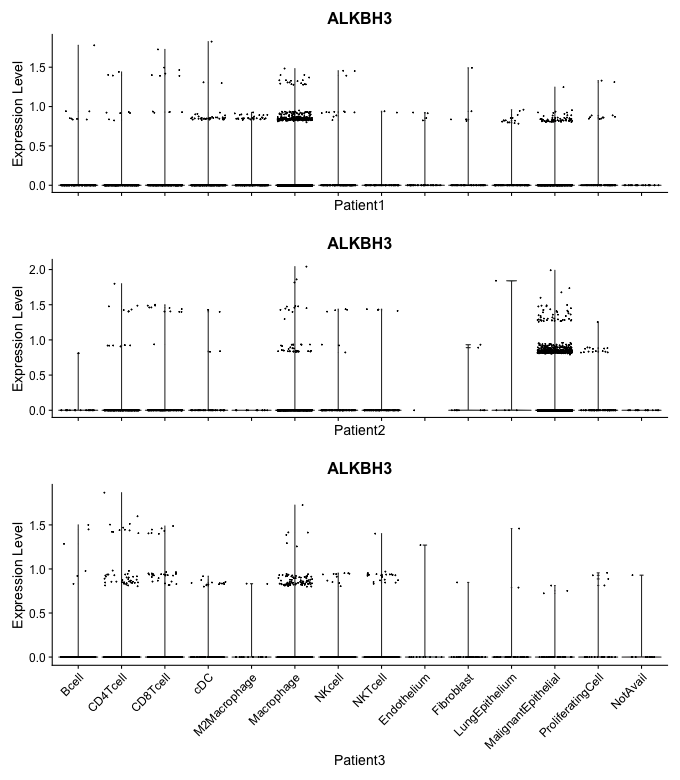 ALKBH3
Expression Level
1.5
1.0
0.5
0.0
Patient1
ALKBH3
Expression Level
2.0
1.5
1.0
0.5
0.0
Patient2
ALKBH3
Expression Level
1.5
1.0
0.5
0.0
Bcell
CD4Tcell
CD8Tcell
cDC
M2Macrophage
Macrophage
NKcell
NKTcell
Endothelium
Fibroblast
LungEpithelium
MalignantEpithelial
ProliferatingCell
NotAvail
Patient3